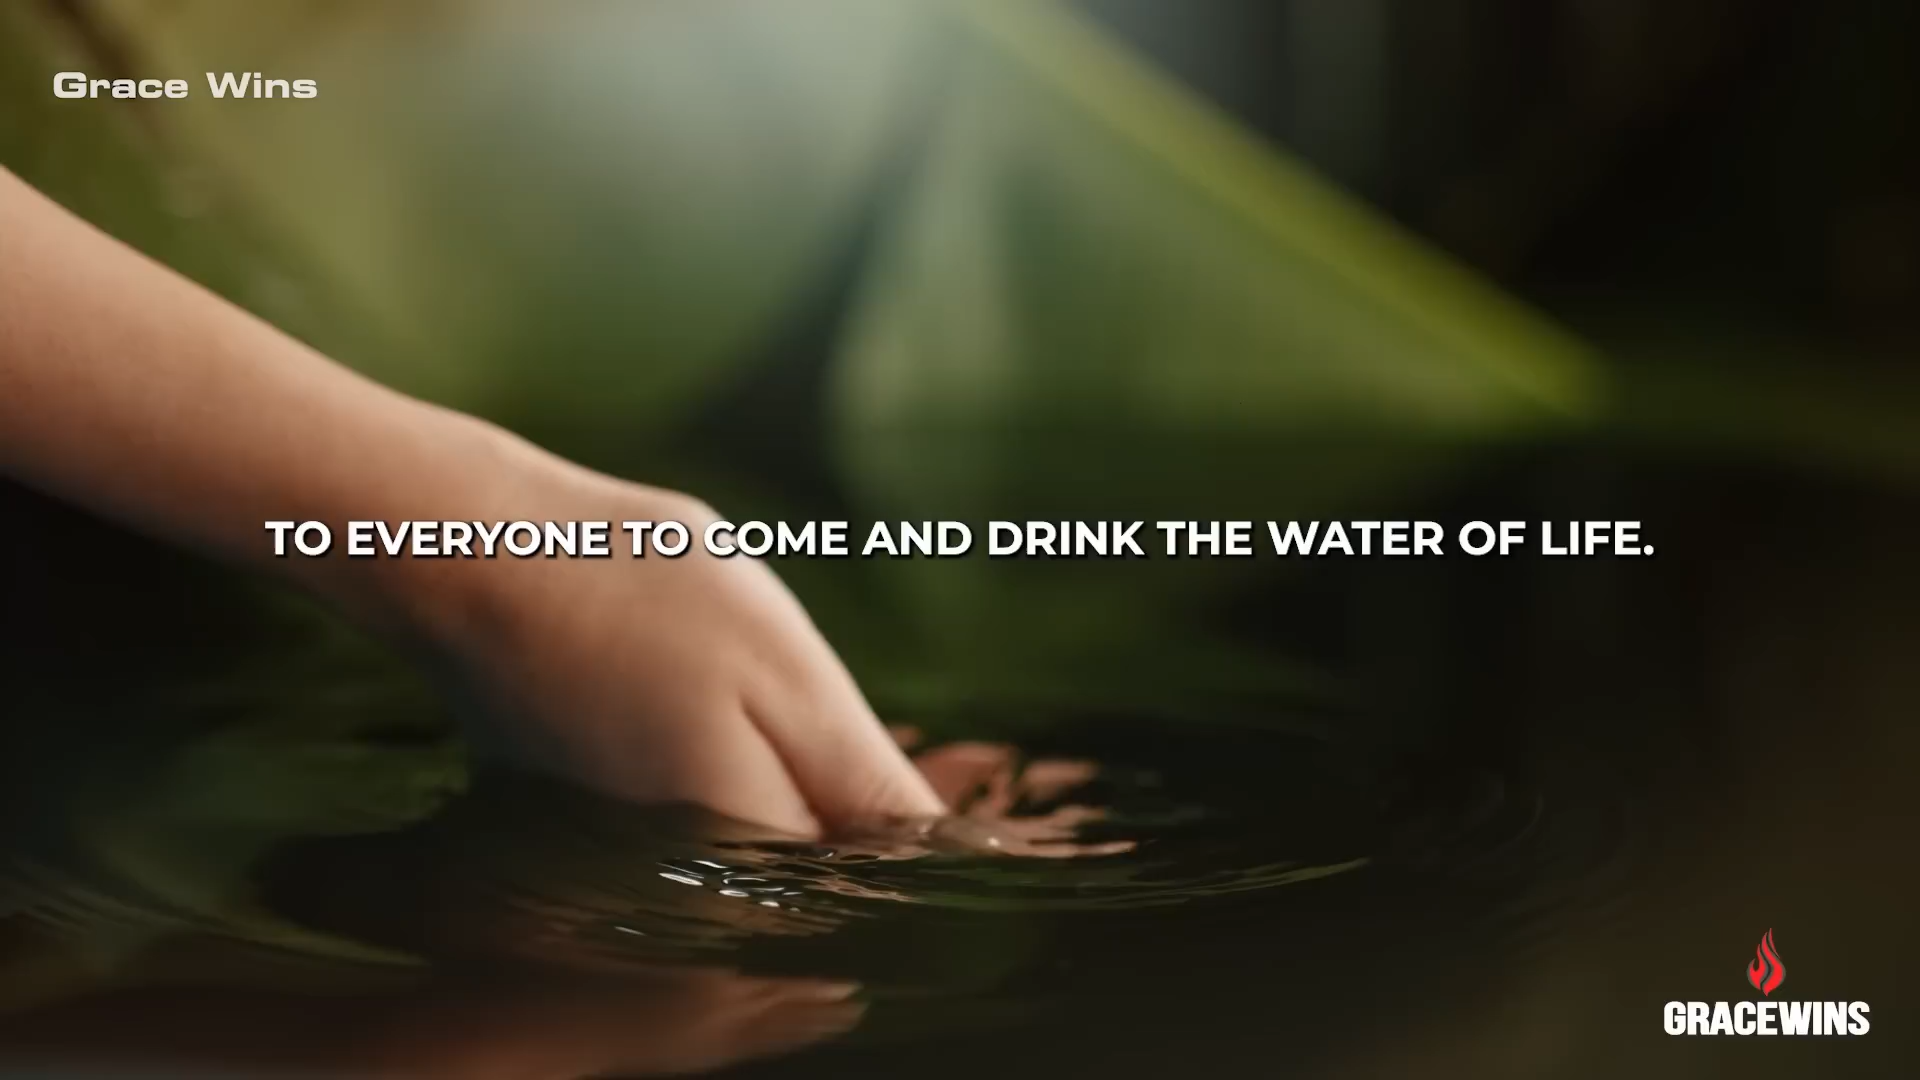 Grace Wins
TO EVERYONE TO COME AND DRINK THE WATER OF LIFE.
GRACEWINS